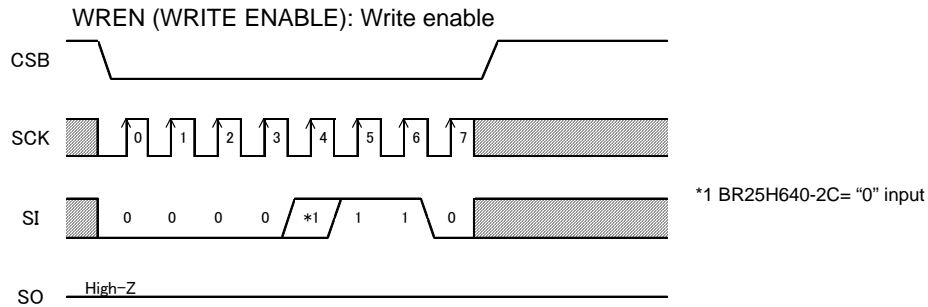 WREN (WRITE ENABLE): Write enable
CSB
SCK 0 1 2 3 4 5 6 7
SI 0 0 0 0 *1 1 1 0
*1 BR25H640-2C= “0” input
High-Z
SO